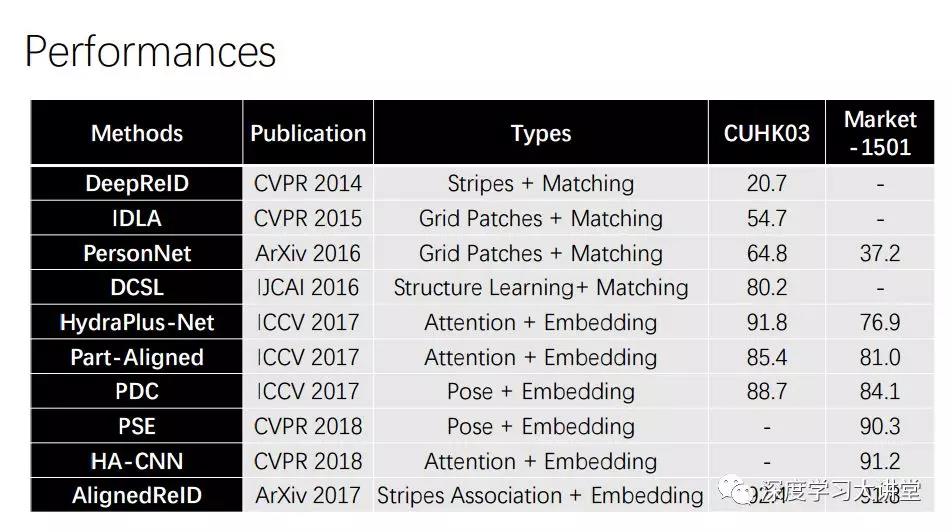 Performances
Methods Publication Types CUHK03 Market
-1501
DeepReID CVPR 2014 Stripes + Matching 20.7 -
IDLA CVPR 2015 Grid Patches + Matching 54.7 -
PersonNet ArXiv 2016 Grid Patches + Matching 64.8 37.2
DCSL IJCAI 2016 Structure Learning+ Matching 80.2 -
HydraPlus-Net ICCV 2017 Attention + Embedding 91.8 76.9
Part-Aligned ICCV 2017 Attention + Embedding 85.4 81.0
PDC ICCV 2017 Pose + Embedding 88.7 84.1
PSE CVPR 2018 Pose + Embedding - 90.3
HA-CNN CVPR 2018 Attention + Embedding - 91.2
AlignedReID ArXiv 2017 Stripes Association + Embedding
深度学习大讲堂